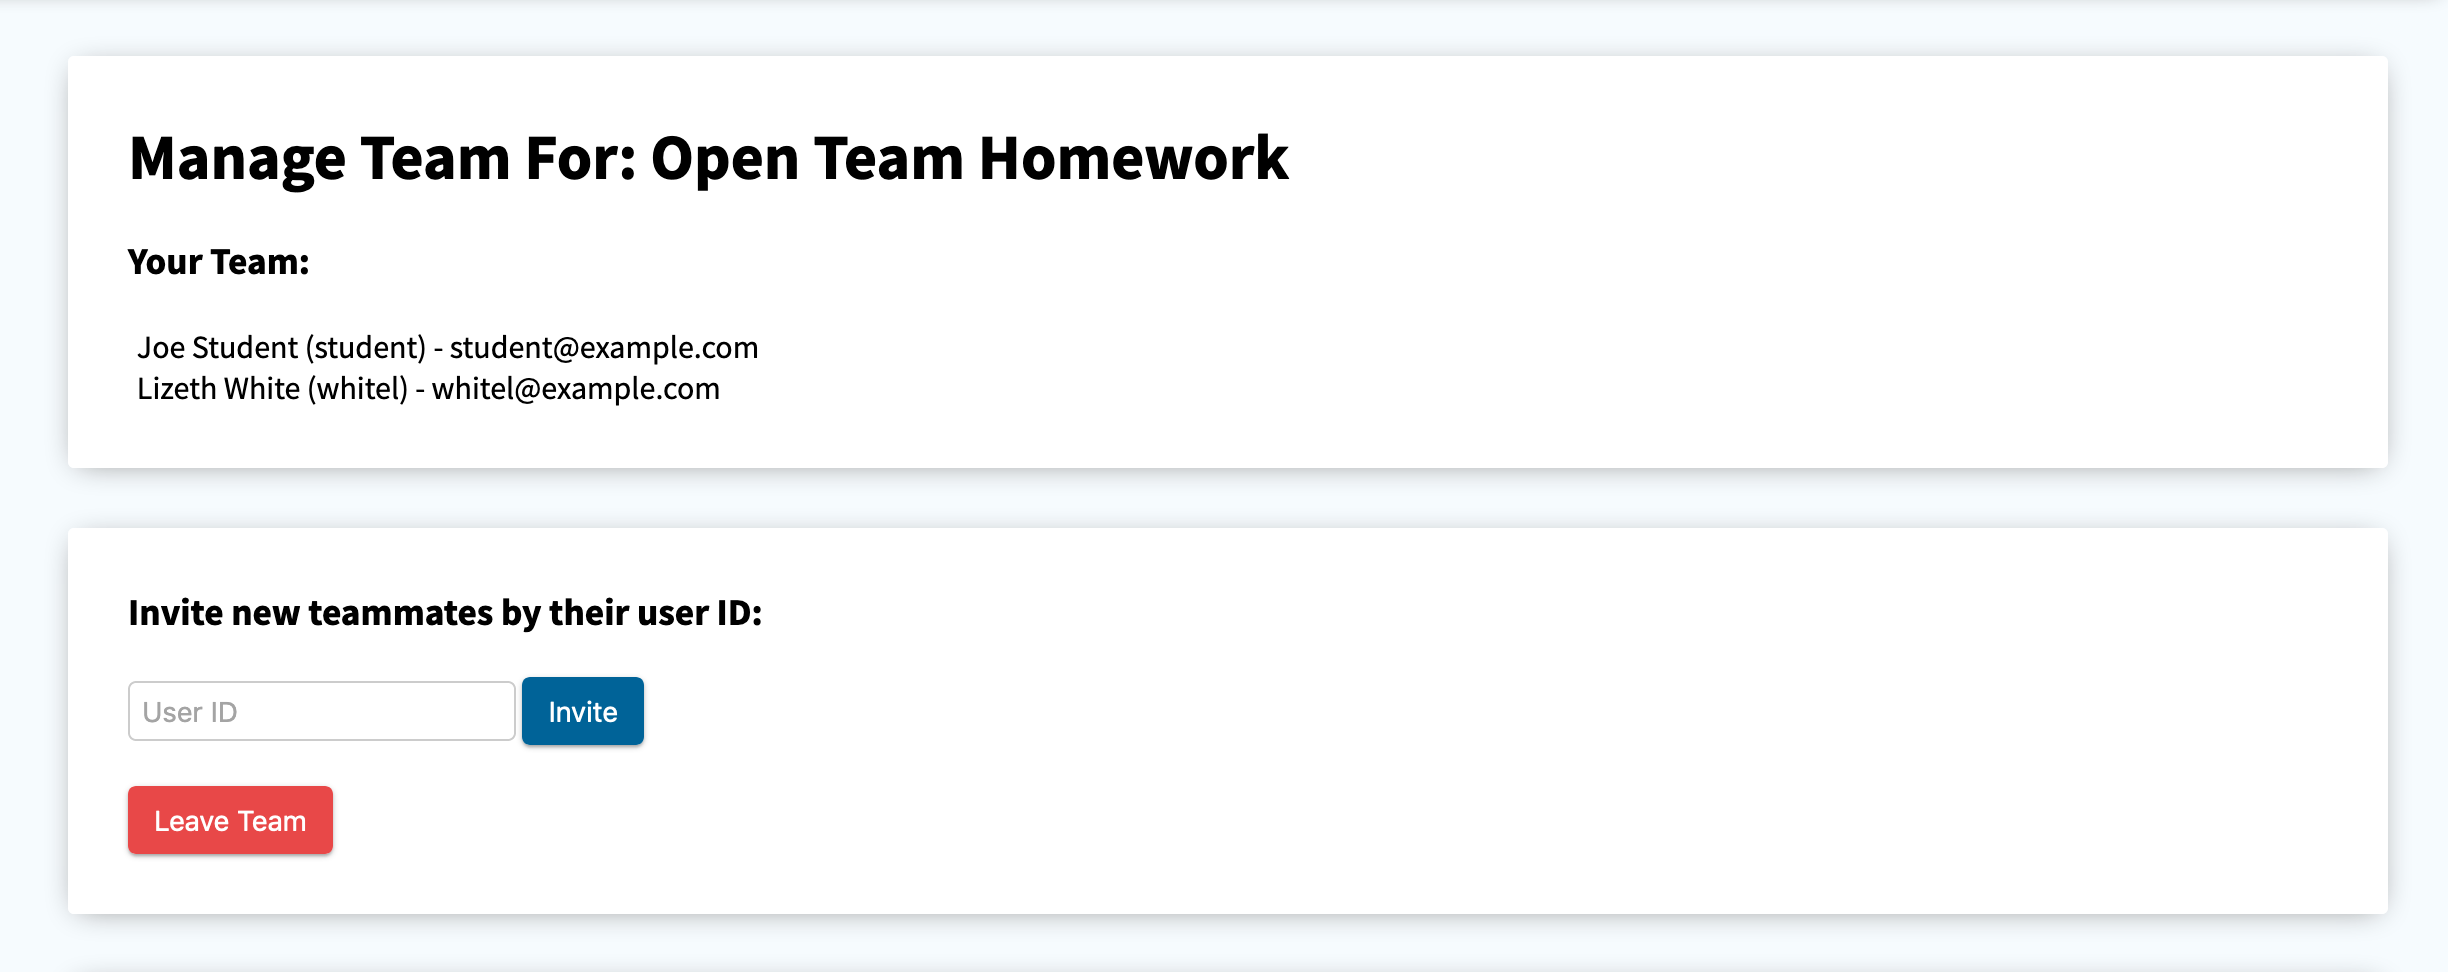 Manage Team For: Open Team Homework
Your Team:
Joe Student (student) - student@example.com
Lizeth White (whitel) - whitel@example.com
Invite new teammates by their user ID:
User ID
Invite
Leave Team